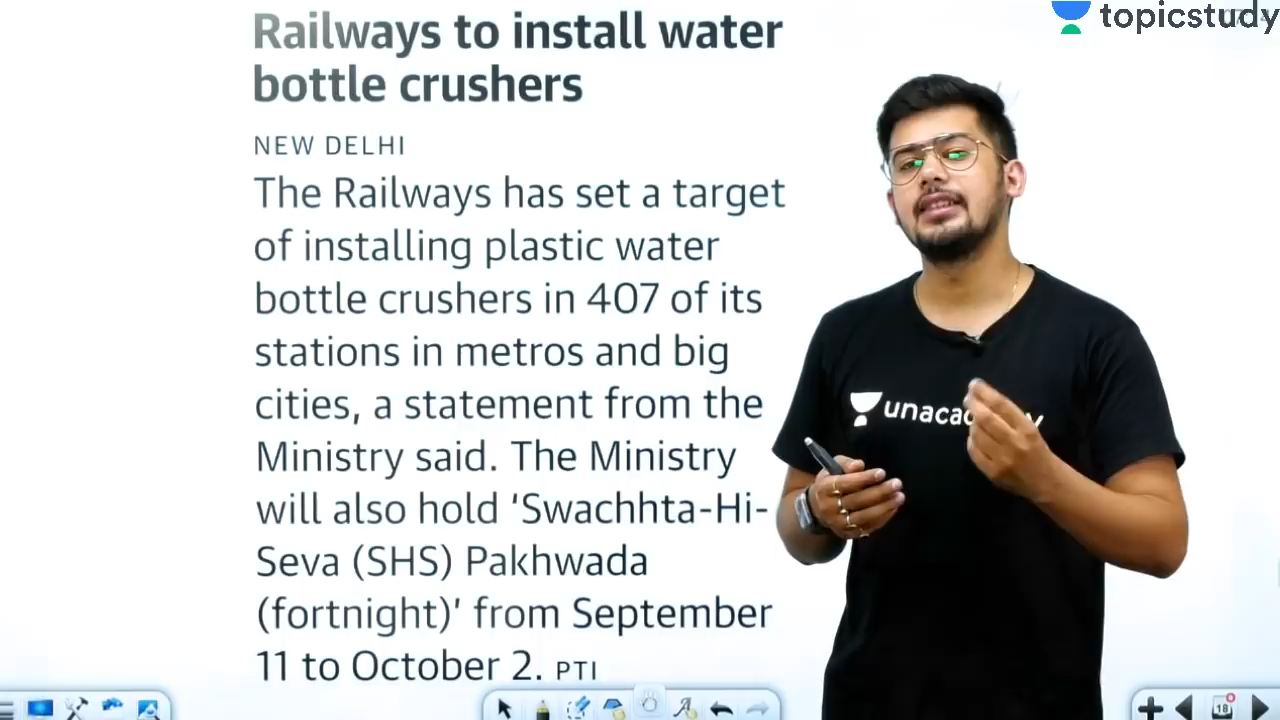 topicstudy
Railways to install water
bottle crushers
NEW DELHI
The Railways has set a target
of installing plastic water
bottle crushers in 407 of its
stations in metros and big
cities, a statement from the
Ministry said. The Ministry
will also hold ‘Swachhta-Hi-
Seva (SHS) Pakhwada
(fortnight)’ from September
11 to October 2. PTI
18